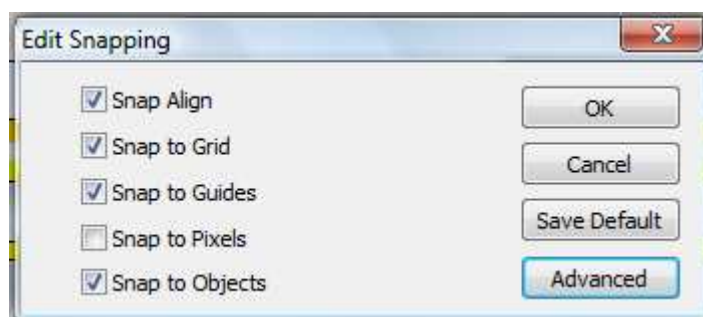 Edit Snapping
Snap Align
OK
Snap to Grid
Cancel
Snap to Guides
Save Default
Snap to Pixels
Snap to Objects
Advanced